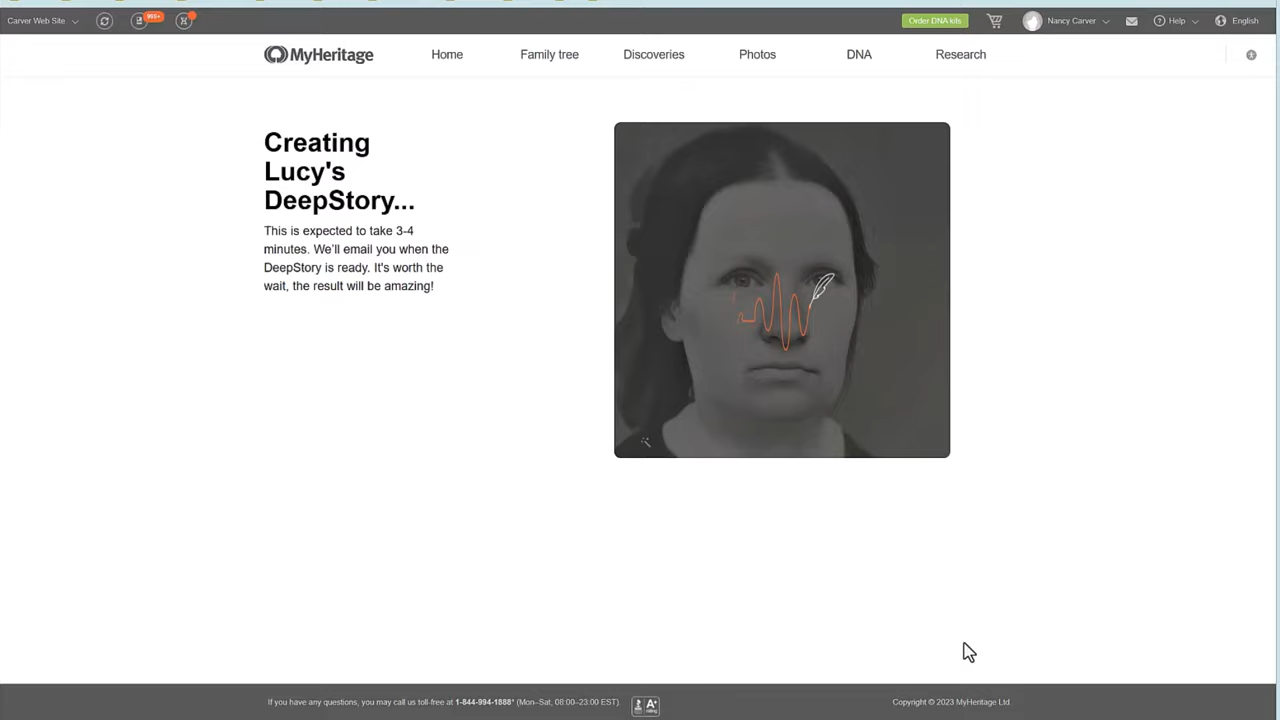 Carver Web Site
99+
Order DNA kits
Nancy Carver
Help
English
MyHeritage
Home
Family tree
Discoveries
Photos
DNA
Research
Creating
Lucy's
DeepStory...
This is expected to take 3-4
minutes. We'll email you when the
DeepStory is ready. It's worth the
wait, the result will be amazing!
If you have any questions, you may call us toll-free at 1-844-994-1888* (Mon–Sat, 08:00–23:00 EST).
A+
Copyright © 2023 MyHeritage Ltd.